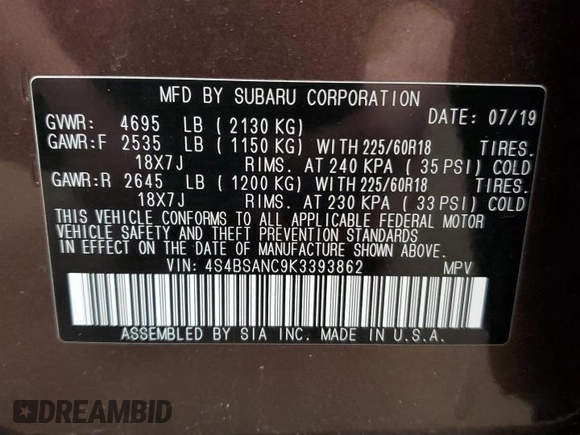 MFD BY SUBARU CORPORATION
DATE: 07/19
GVWR: 4695 LB (2130 KG)
GAWR:F 2535 LB (1150 KG) WITH 225/60R18 TIRES.
18X7J RIMS. AT 240 KPA (35 PSI) COLD
GAWR:R 2645 LB (1200 KG) WITH 225/60R18 TIRES.
18X7J RIMS. AT 230 KPA (33 PSI) COLD
THIS VEHICLE CONFORMS TO ALL APPLICABLE FEDERAL MOTOR
VEHICLE SAFETY AND THEFT PREVENTION STANDARDS
IN EFFECT ON THE DATE OF MANUFACTURE SHOWN ABOVE.
VIN: 4S4BSANC9K3393862 MPV
ASSEMBLED BY SIA INC. MADE IN U.S.A.
DREAMBID